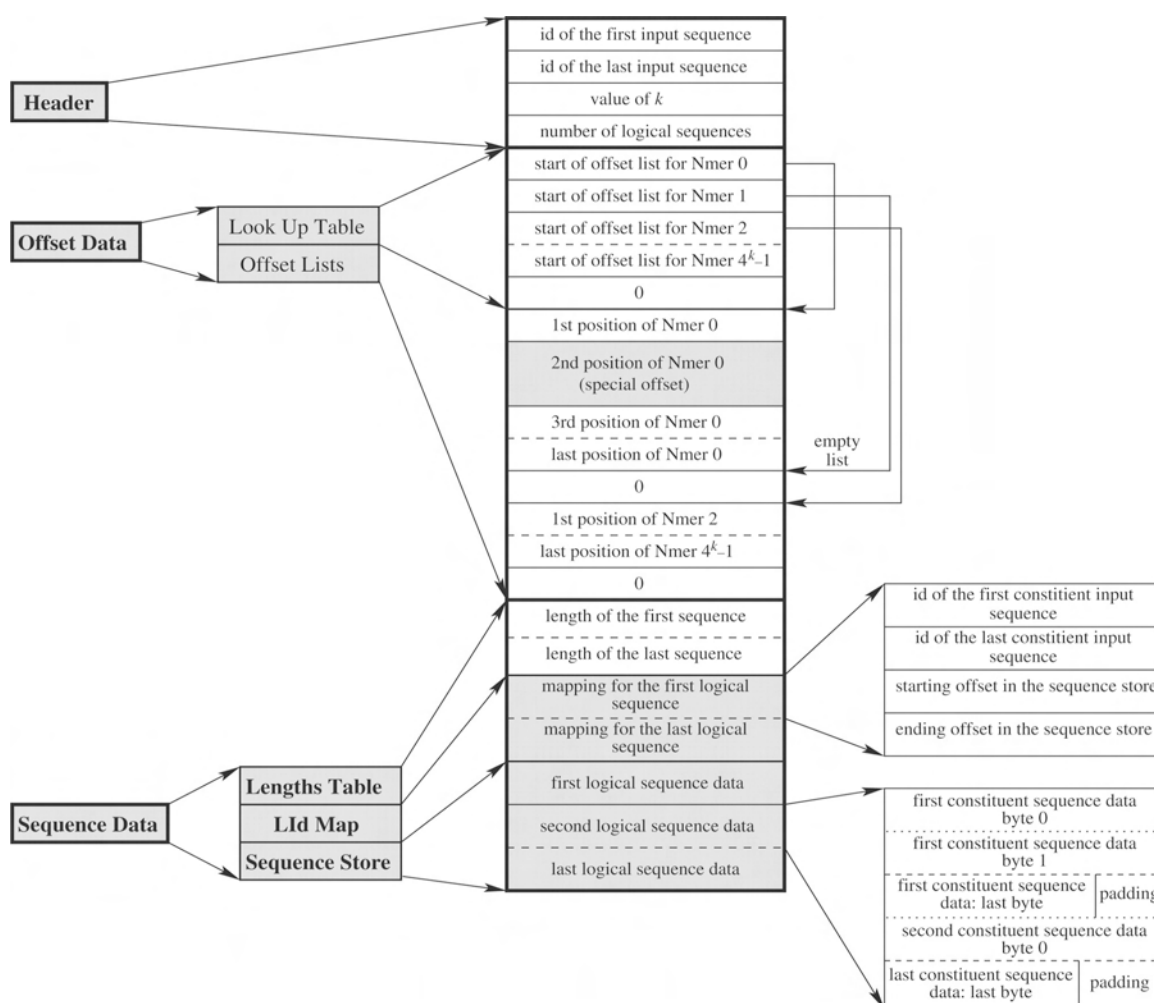 id of the first input sequence
id of the last input sequence
value of k
number of logical sequences
Header
start of offset list for Nmer 0
start of offset list for Nmer 1
start of offset list for Nmer 2
start of offset list for Nmer 4^k–1
0
Offset Data
Look Up Table
Offset Lists
1st position of Nmer 0
2nd position of Nmer 0
(special offset)
3rd position of Nmer 0
last position of Nmer 0
0
empty
list
1st position of Nmer 2
last position of Nmer 4^k–1
0
length of the first sequence
length of the last sequence
mapping for the first logical
sequence
mapping for the last logical
sequence
id of the first constitient input
sequence
id of the last constitient input
sequence
starting offset in the sequence store
ending offset in the sequence store
Sequence Data
Lengths Table
LId Map
Sequence Store
first logical sequence data
second logical sequence data
last logical sequence data
first constituent sequence data
byte 0
first constituent sequence data
byte 1
first constituent sequence
data: last byte
padding
second constituent sequence data
byte 0
last constituent sequence
data: last byte
padding